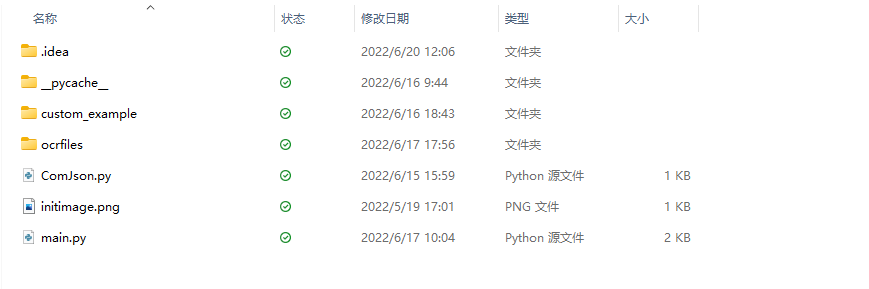 名称 状态 修改日期 类型 大小
.idea 2022/6/20 12:06 文件夹
__pycache__ 2022/6/16 9:44 文件夹
custom_example 2022/6/16 18:43 文件夹
ocrfiles 2022/6/17 17:56 文件夹
ComJson.py 2022/6/15 15:59 Python 源文件 1 KB
initimage.png 2022/5/19 17:01 PNG 文件 1 KB
main.py 2022/6/17 10:04 Python 源文件 2 KB